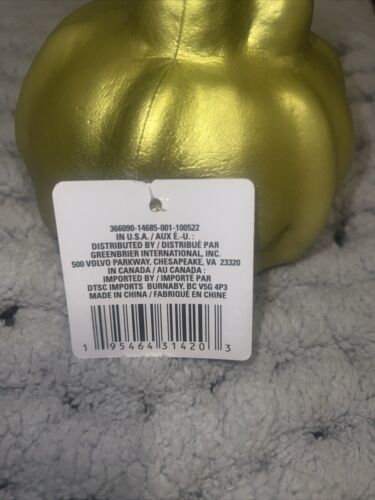 366090-14685-001-100522
IN U.S.A. / AUX É.-U. :
DISTRIBUTED BY / DISTRIBUÉ PAR
GREENBRIER INTERNATIONAL, INC.
500 VOLVO PARKWAY, CHESAPEAKE, VA 23320
IN CANADA / AU CANADA :
IMPORTED BY / IMPORTÉ PAR
DTSC IMPORTS BURNABY, BC V5G 4P3
MADE IN CHINA / FABRIQUÉ EN CHINE
1 95464 31420 3